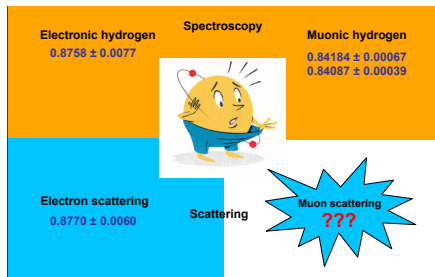 Spectroscopy
Electronic hydrogen
0.8758 ± 0.0077
Muonic hydrogen
0.84184 ± 0.00067
0.84087 ± 0.00039
Electron scattering
0.8770 ± 0.0060
Scattering
Muon scattering
???